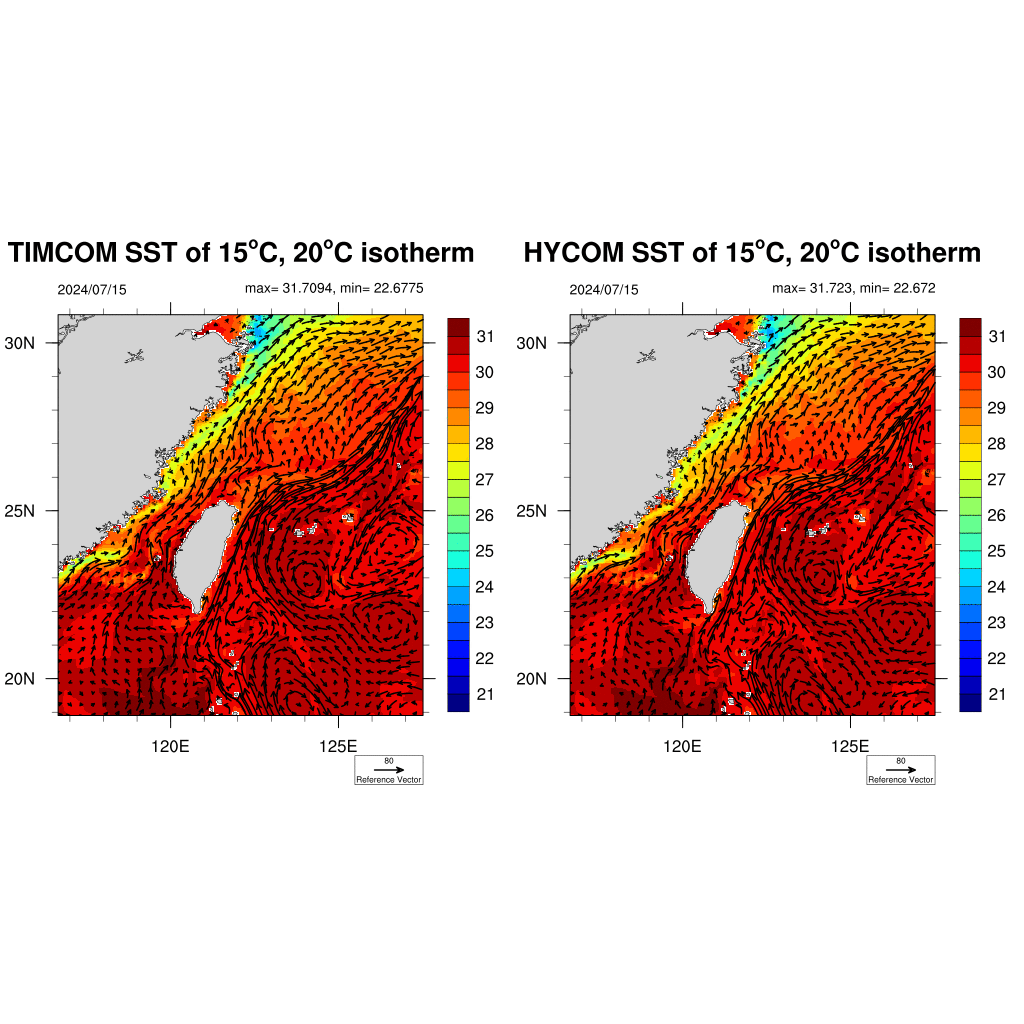 TIMCOM SST of 15°C, 20°C isotherm
2024/07/15
max= 31.7094, min= 22.6775
30N
25N
20N
120E
125E
31
30
29
28
27
26
25
24
23
22
21
80
Reference Vector
HYCOM SST of 15°C, 20°C isotherm
2024/07/15
max= 31.723, min= 22.672
30N
25N
20N
120E
125E
31
30
29
28
27
26
25
24
23
22
21
80
Reference Vector